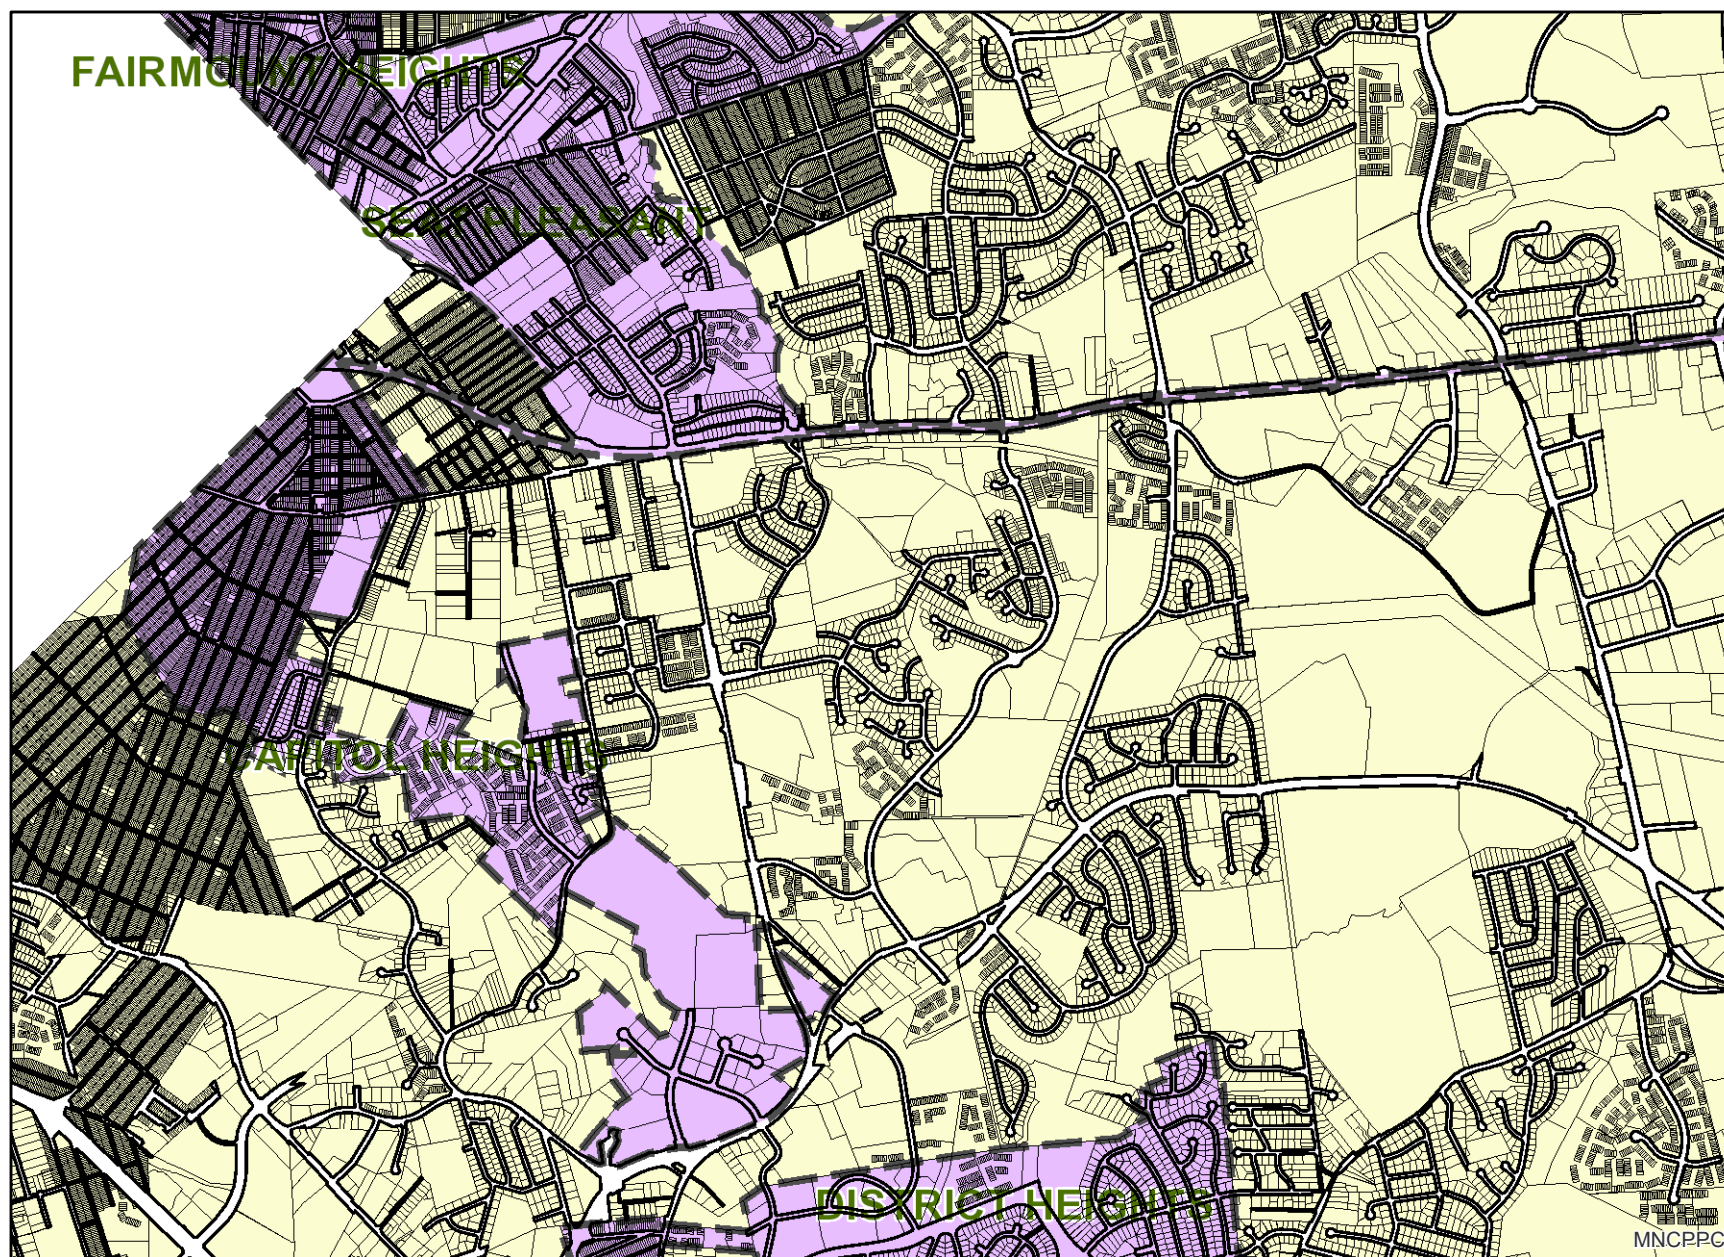 FAIRMOUNT HEIGHTS
SEAT PLEASANT
CAPITOL HEIGHTS
DISTRICT HEIGHTS
MNCPPC